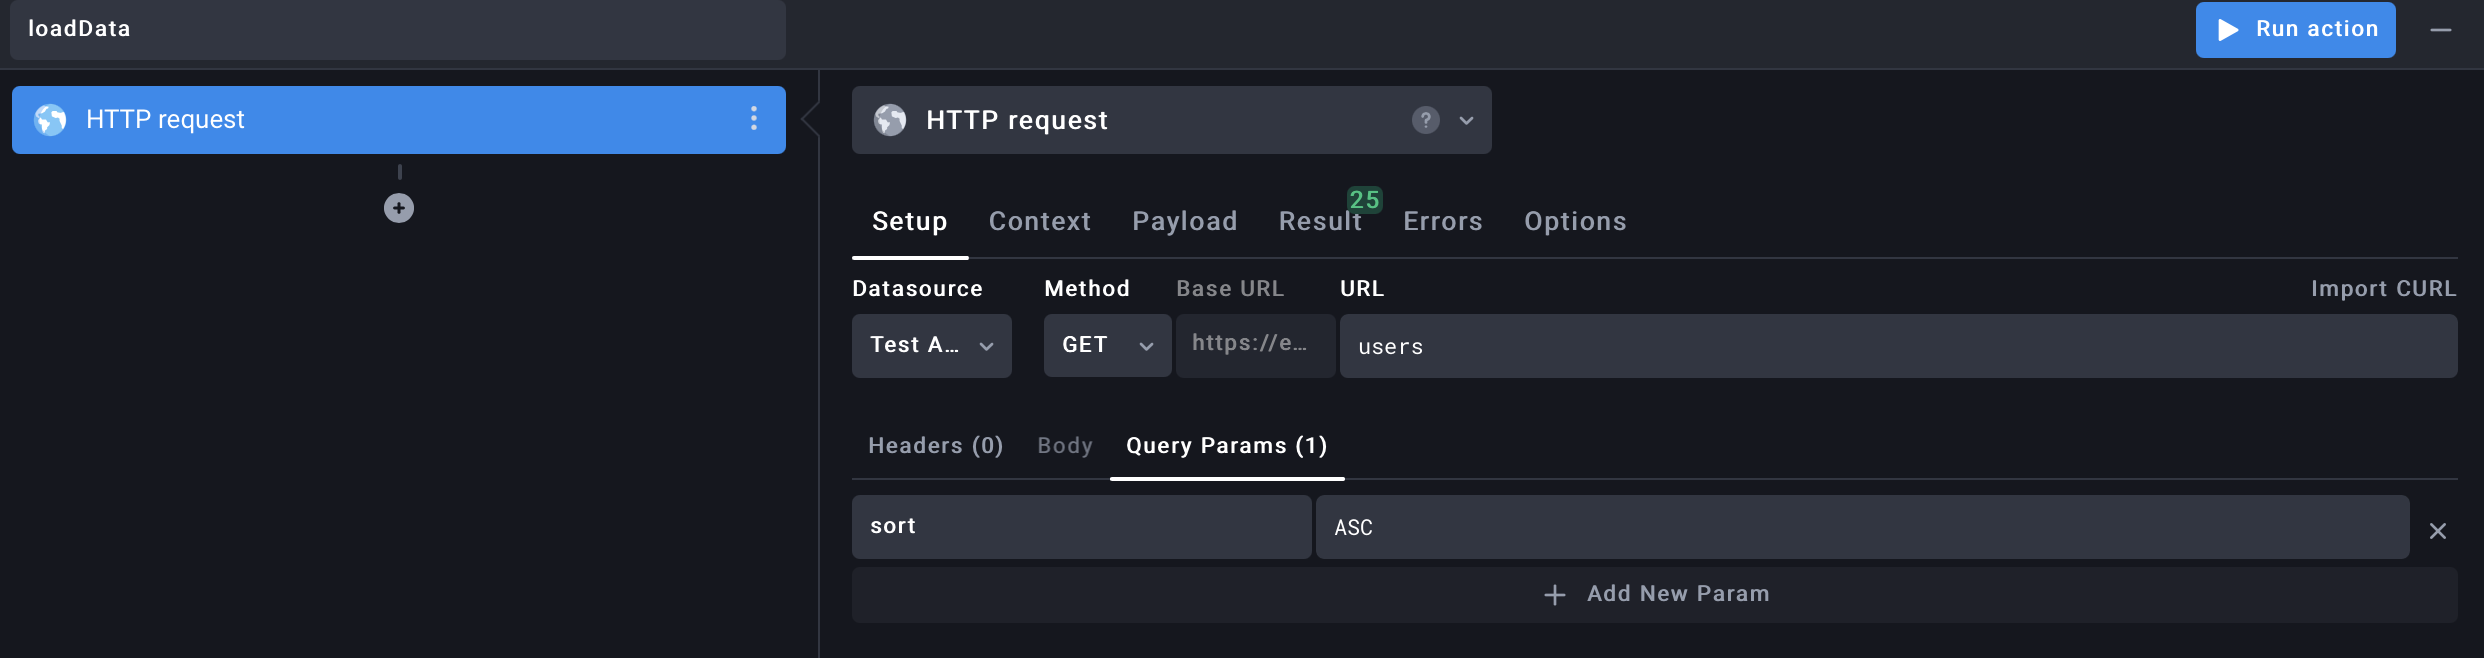 loadData
Run action
HTTP request
HTTP request
?
Setup Context Payload Result 25 Errors Options
Datasource Method Base URL URL Import CURL
Test A... GET https://e... users
Headers (0) Body Query Params (1)
sort ASC
Add New Param